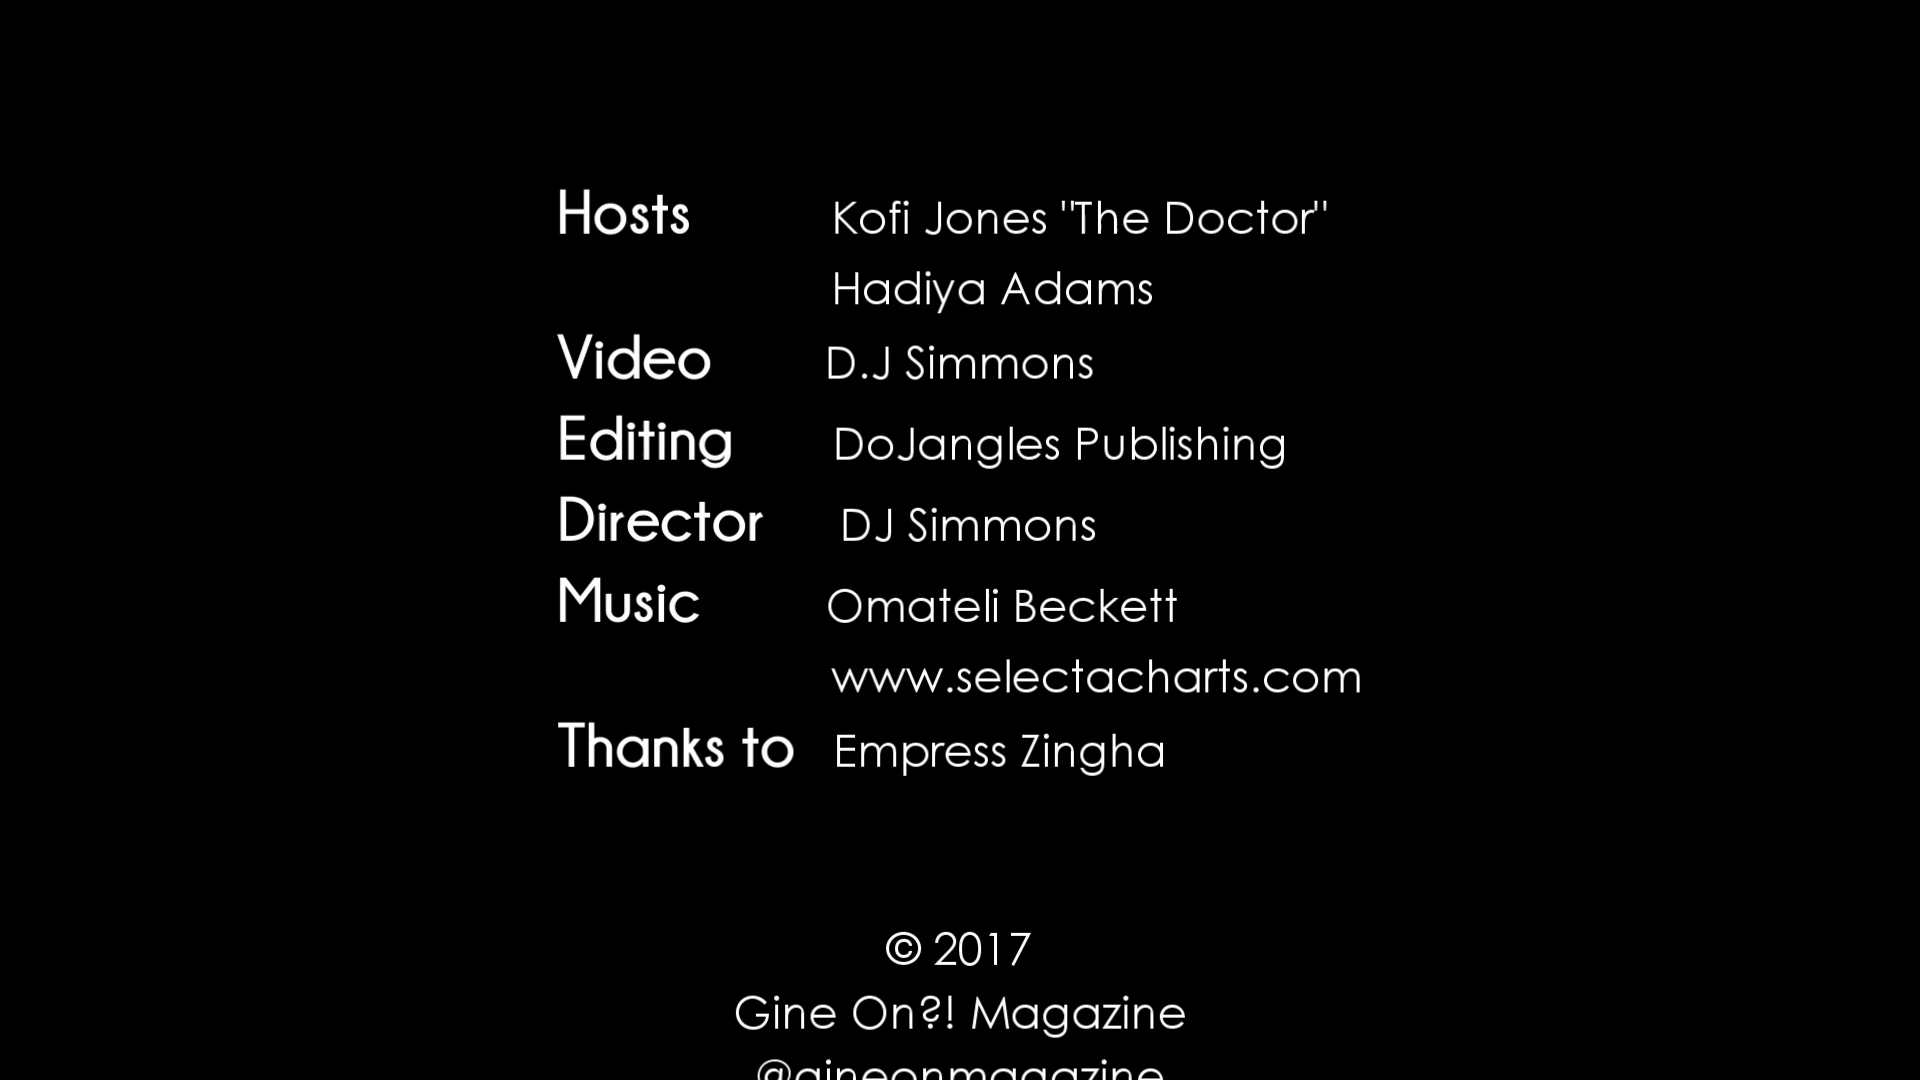 Hosts Kofi Jones "The Doctor"
Hadiya Adams
Video D.J Simmons
Editing DoJangles Publishing
Director DJ Simmons
Music Omateli Beckett
www.selectacharts.com
Thanks to Empress Zingha
© 2017
Gine On?! Magazine
@gineonmagazine